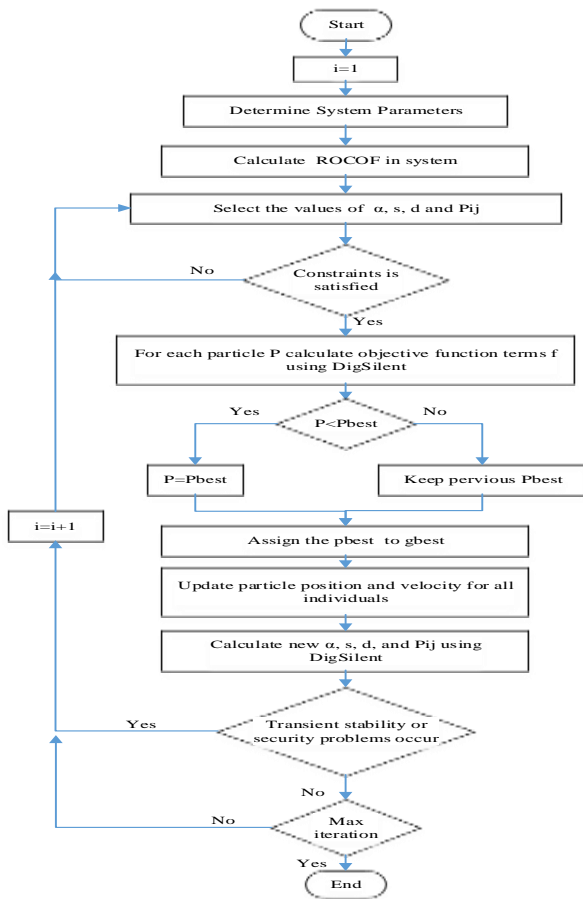 Start
i=1
Determine System Parameters
Calculate ROCOF in system
Select the values of α, s, d and Pij
No
Constraints is
satisfied
Yes
For each particle P calculate objective function terms f
using DigSilent
Yes
P<Pbest
No
P=Pbest
Keep pervious Pbest
i=i+1
Assign the pbest to gbest
Update particle position and velocity for all
individuals
Calculate new α, s, d, and Pij using
DigSilent
Yes
Transient stability or
security problems occur
No
No
Max
iteration
Yes
End